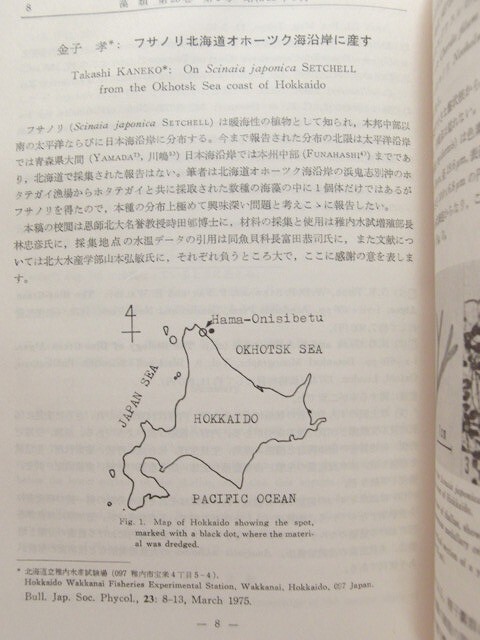 8
金子 孝*: フサノリ北海道オホーツク海沿岸に産す
Takashi KANEKO*: On Scinaia japonica SETCHELL
from the Okhotsk Sea coast of Hokkaido
フサノリ (Scinaia japonica SETCHELL) は暖海性の植物として知られ，本邦中部以
南の太平洋ならびに日本海沿岸に分布する。今まで報告された分布の北限は太平洋沿岸
では青森県大間 (YAMADA, 川嶋) 日本海沿岸では本州中部 (FUNAHASHI) までであ
り，北海道で採集された報告はない。筆者は北海道オホーツク海沿岸の浜鬼志別沖のホ
タテガイ漁場からホタテガイと共に採取された数種の海藻の中に1個体だけではあるが
フサノリを得たので，本種の分布上極めて興味深い問題と考えこゝに報告したい。
本稿の校閲は恩師北大名誉教授時田郇博士に，材料の採集と使用は稚内水試増殖部長
林忠彦氏に，採集地点の水温データの引用は同魚貝科長富田恭司氏に，また文献につ
いては北大水産学部山本弘敏氏に，それぞれ負うところ大で，ここに感謝の意を表しま
す。
Hama-Onisibetu
OKHOTSK SEA
JAPAN SEA
HOKKAIDO
PACIFIC OCEAN
Fig. 1. Map of Hokkaido showing the spot,
marked with a black dot, where the materi-
al was dredged.
* 北海道立稚内水産試験場 (097 稚内市宝来4丁目5-4).
Hokkaido Wakkanai Fisheries Experimental Station, Wakkanai, Hokkaido, 097 Japan.
Bull. Jap. Soc. Phycol., 23: 8-13, March 1975.
— 8 —